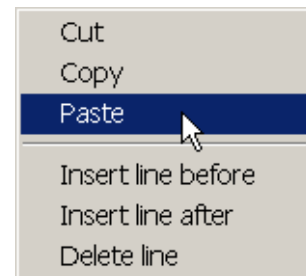 Cut
Copy
Paste
Insert line before
Insert line after
Delete line